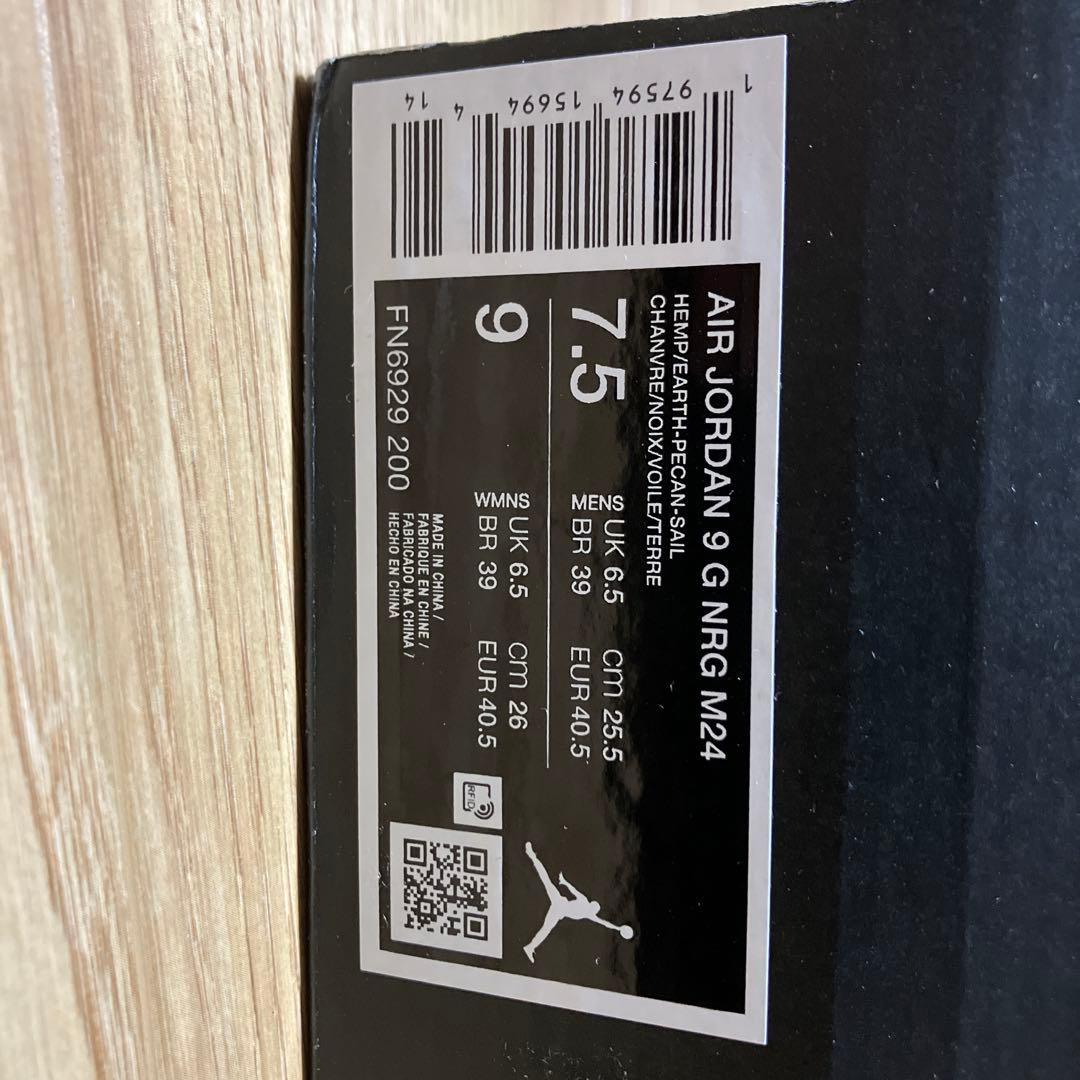 AIR JORDAN 9 G NRG M24
HEMP/EARTH-PECAN-SAIL
CHANVRE/NOIX/VOILE/TERRE
7.5 MENS UK 6.5 cm 25.5
BR 39 EUR 40.5
9 WMNS UK 6.5 cm 26
BR 39 EUR 40.5
FN6929 200
MADE IN CHINA /
FABRIQUE EN CHINE /
FABRICADO NA CHINA /
HECHO EN CHINA
RFID
1 97594 15694 4 14